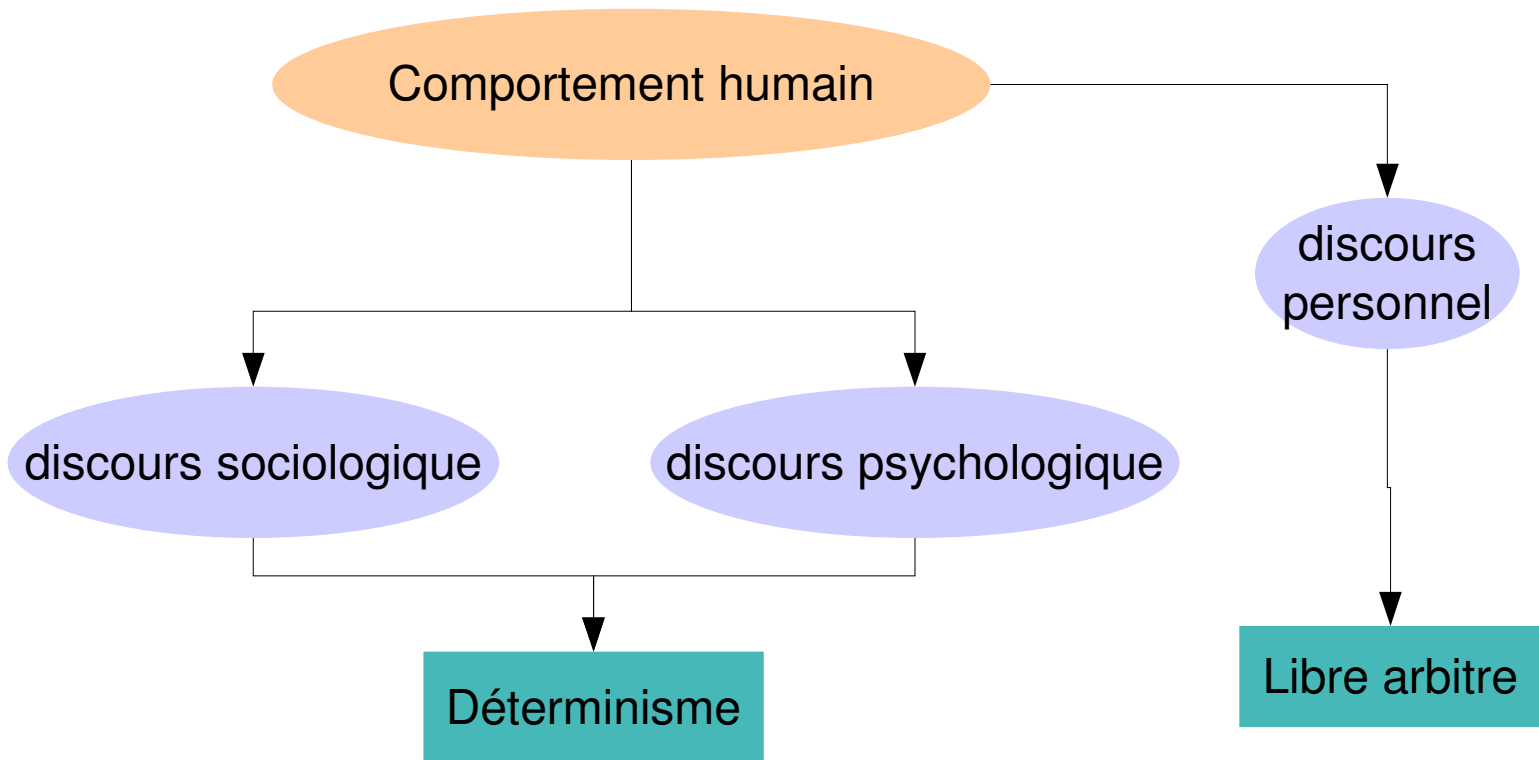 Comportement humain
discours
personnel
discours sociologique
discours psychologique
Déterminisme
Libre arbitre